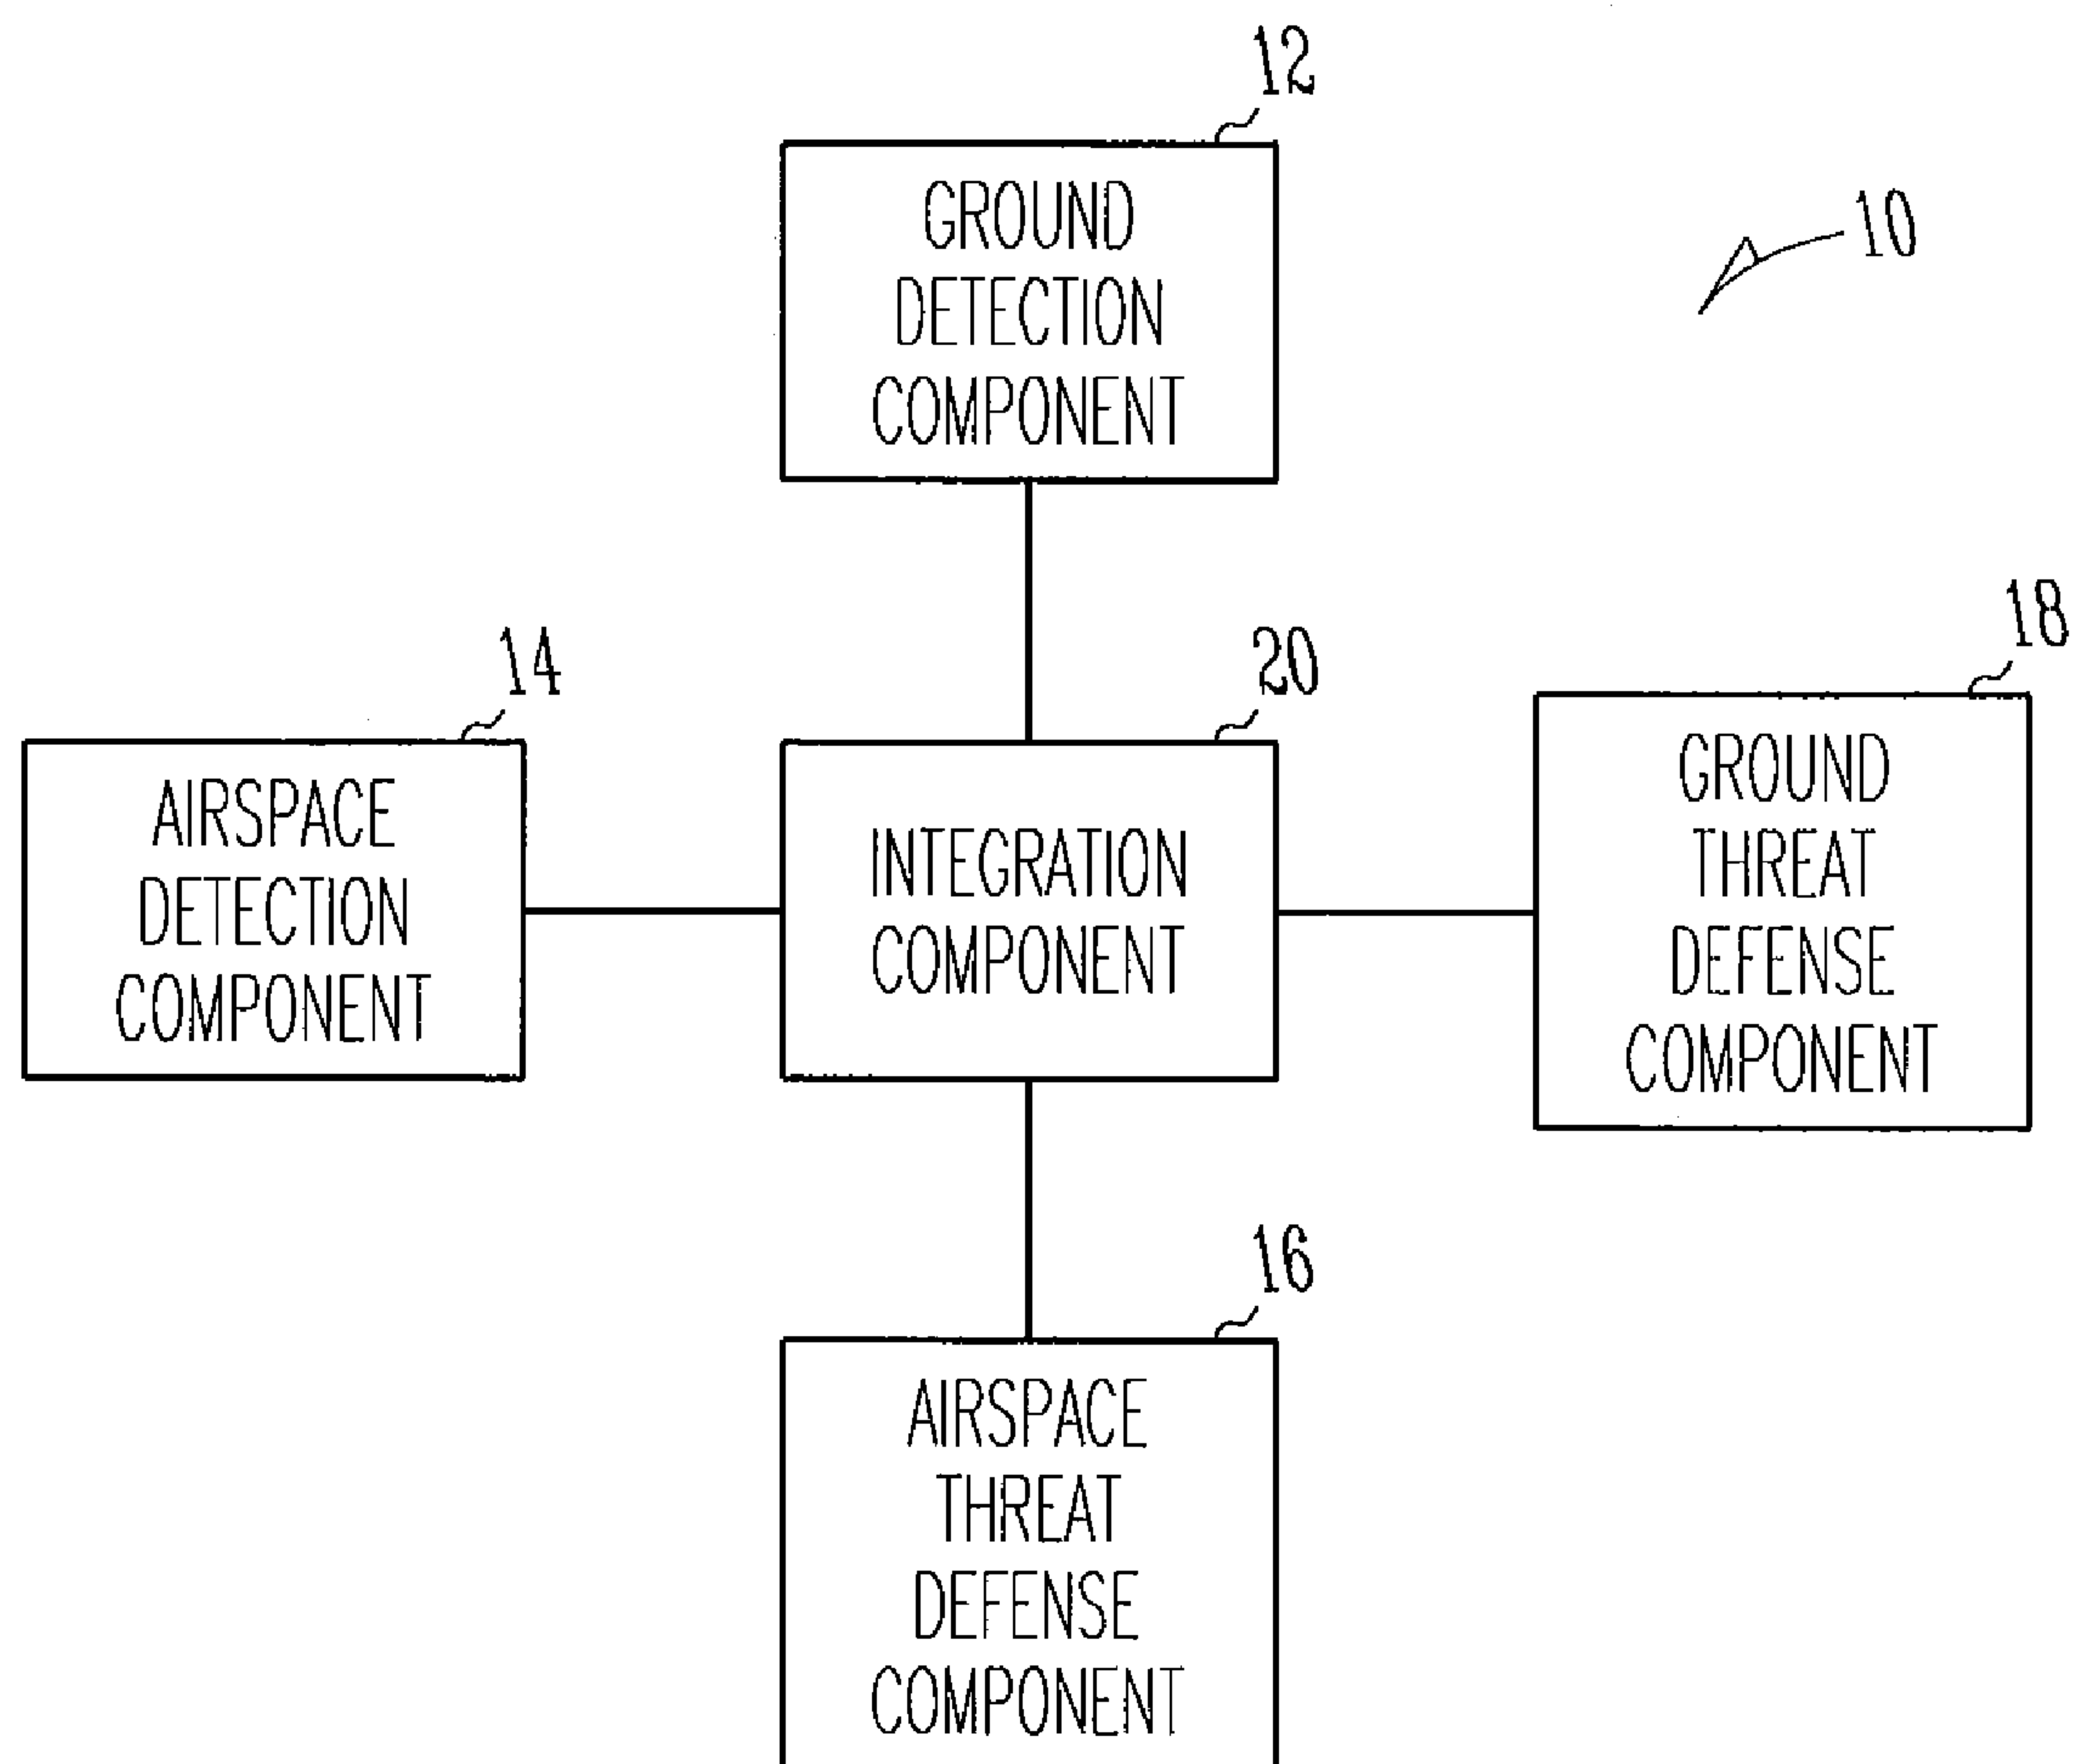 12
GROUND
DETECTION
COMPONENT
10
14
AIRSPACE
DETECTION
COMPONENT
20
INTEGRATION
COMPONENT
18
GROUND
THREAT
DEFENSE
COMPONENT
16
AIRSPACE
THREAT
DEFENSE
COMPONENT